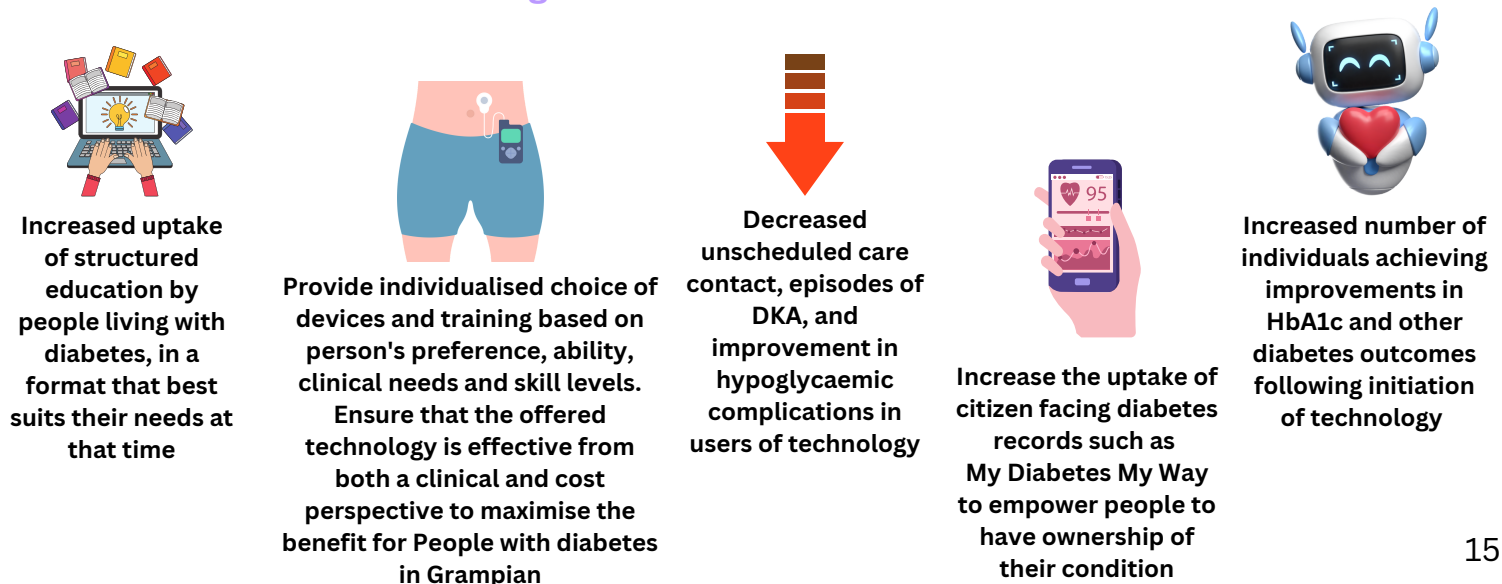 Increased uptake
of structured
education by
people living with
diabetes, in a
format that best
suits their needs at
that time
Provide individualised choice of
devices and training based on
person's preference, ability,
clinical needs and skill levels.
Ensure that the offered
technology is effective from
both a clinical and cost
perspective to maximise the
benefit for People with diabetes
in Grampian
Decreased
unscheduled care
contact, episodes of
DKA, and
improvement in
hypoglycaemic
complications in
users of technology
95
Increase the uptake of
citizen facing diabetes
records such as
My Diabetes My Way
to empower people to
have ownership of
their condition
Increased number of
individuals achieving
improvements in
HbA1c and other
diabetes outcomes
following initiation
of technology
15